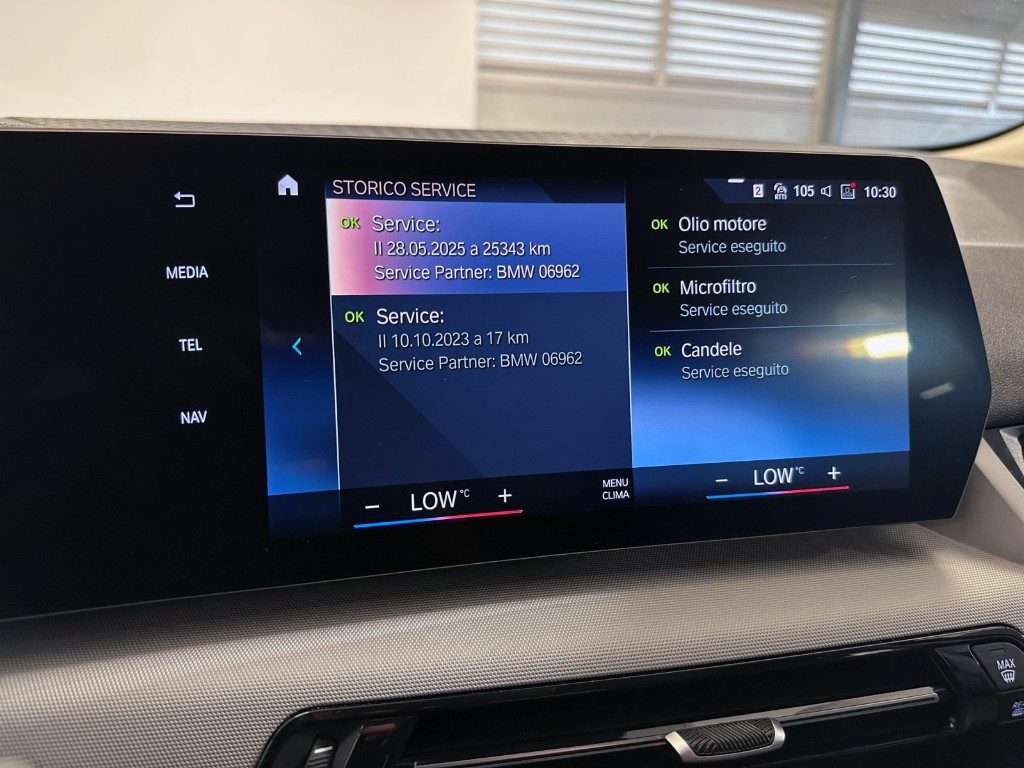 STORICO SERVICE
2 RTTI 105 10:30
MEDIA
TEL
NAV
OK Service:
Il 28.05.2025 a 25343 km
Service Partner: BMW 06962
OK Service:
Il 10.10.2023 a 17 km
Service Partner: BMW 06962
OK Olio motore
Service eseguito
OK Microfiltro
Service eseguito
OK Candele
Service eseguito
− LOW °C +
MENU
CLIMA
− LOW °C +
MAX